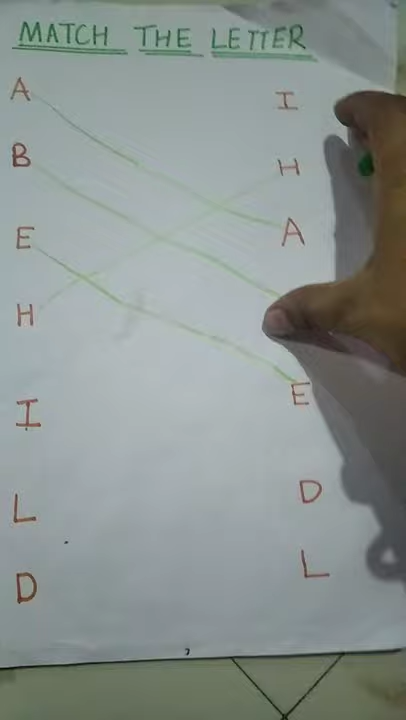 MATCH THE LETTER
A I
B H
E A
H
I E
L D
D L